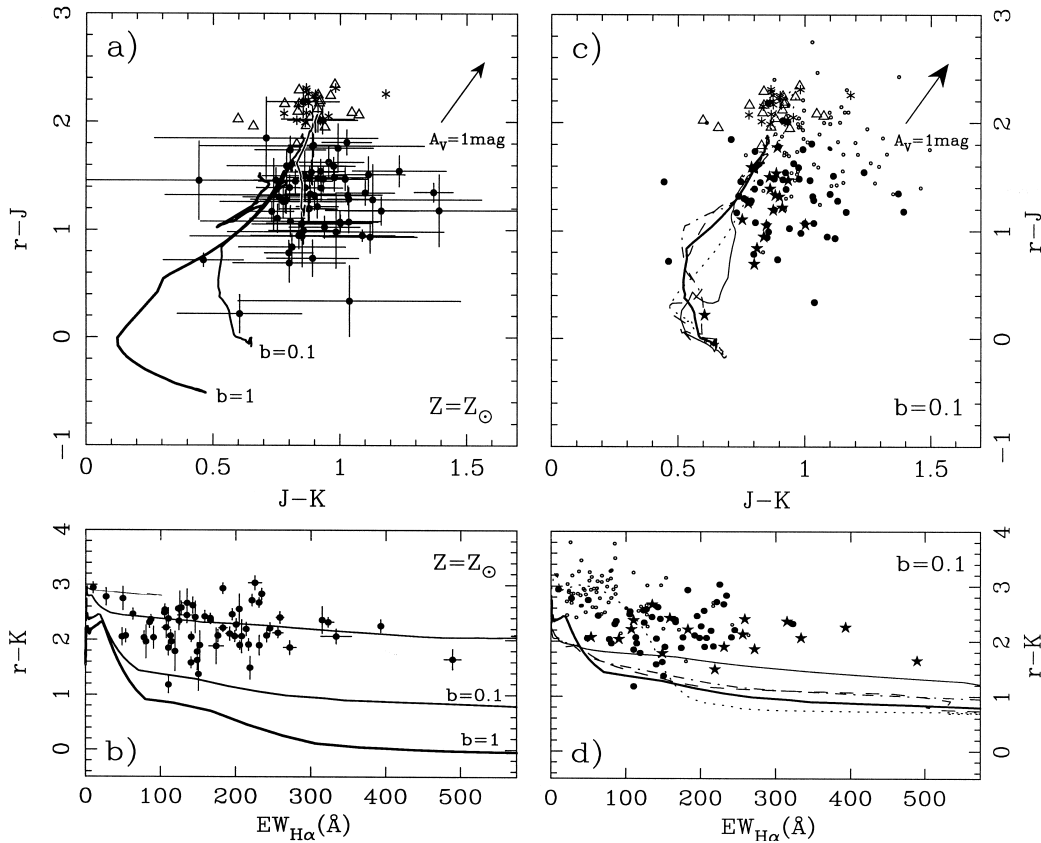 3
2
1
0
−1
r−J
a)
A_V=1mag
b=0.1
b=1
Z=Z_⊙
0 0.5 1 1.5
J−K
c)
A_V=1mag
b=0.1
3
2
1
0
−1
r−J
0 0.5 1 1.5
J−K
4
3
2
1
0
r−K
Z=Z_⊙
b=0.1
b=1
b)
0 100 200 300 400 500
EW_Hα(Å)
b=0.1
d)
4
3
2
1
0
r−K
0 100 200 300 400 500
EW_Hα(Å)